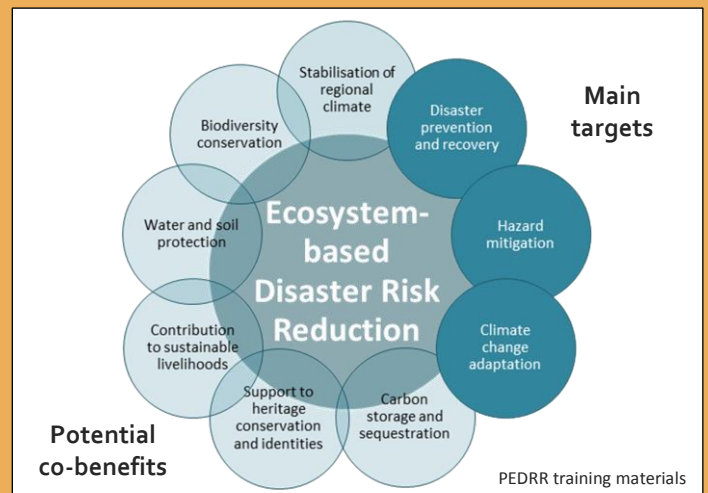 Stabilisation of
regional
climate
Disaster
prevention
and recovery
Main
targets
Hazard
mitigation
Climate
change
adaptation
Carbon
storage and
sequestration
Support to
heritage
conservation
and identities
Contribution
to sustainable
livelihoods
Water and soil
protection
Biodiversity
conservation
Ecosystem-
based
Disaster Risk
Reduction
Potential
co-benefits
PEDRR training materials